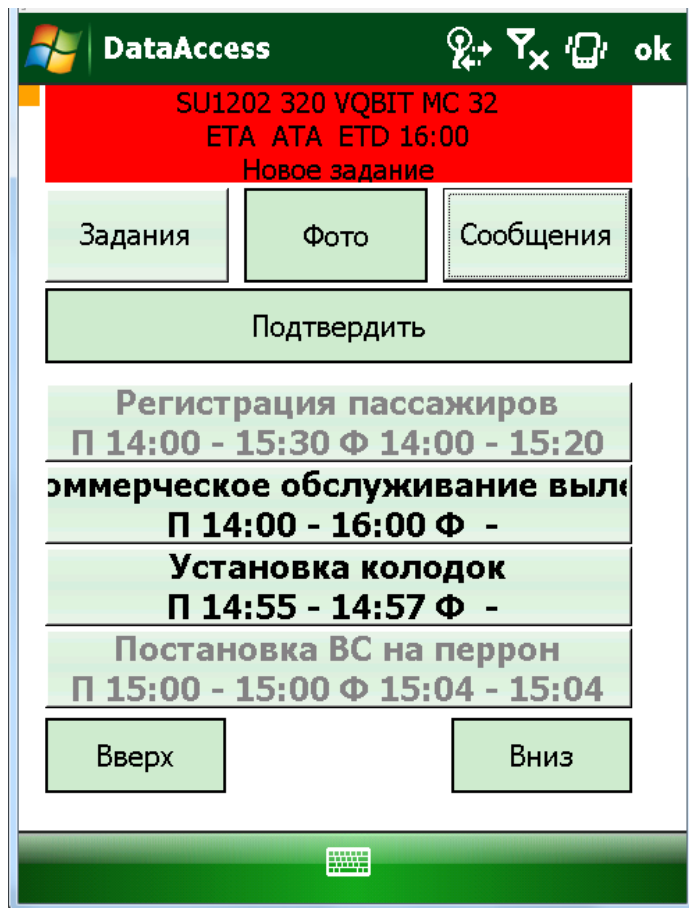 DataAccess ok
SU1202 320 VQBIT МС 32
ETA ATA ETD 16:00
Новое задание
Задания Фото Сообщения
Подтвердить
Регистрация пассажиров
П 14:00 - 15:30 Ф 14:00 - 15:20
оммерческое обслуживание выле
П 14:00 - 16:00 Ф -
Установка колодок
П 14:55 - 14:57 Ф -
Постановка ВС на перрон
П 15:00 - 15:00 Ф 15:04 - 15:04
Вверх Вниз